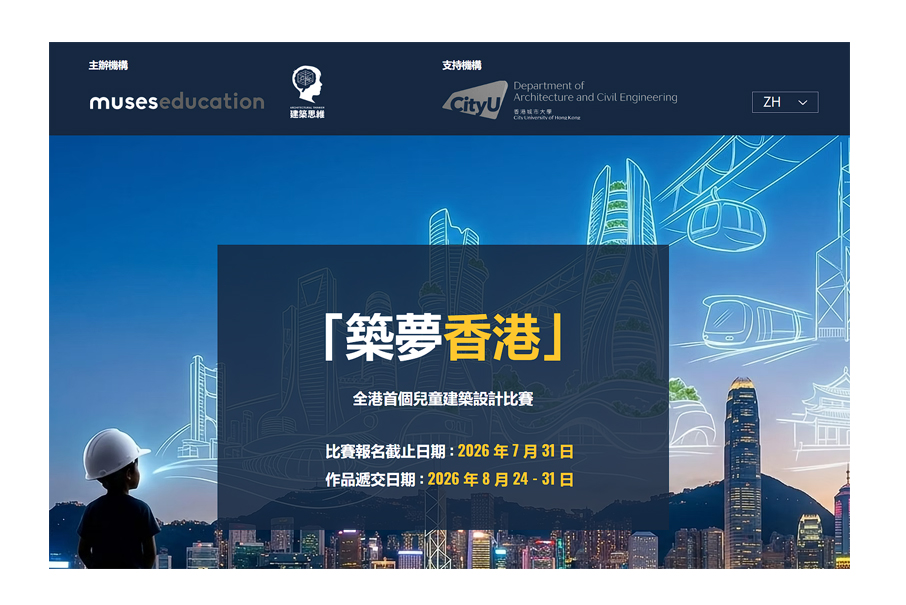 主辦機構
支持機構
museseducation
ARCHITECTURAL THINKING
建築思維
CityU
Department of
Architecture and Civil Engineering
香港城市大學
City University of Hong Kong
ZH
「築夢香港」
全港首個兒童建築設計比賽
比賽報名截止日期 : 2026 年 7 月 31 日
作品遞交日期 : 2026 年 8 月 24 - 31 日